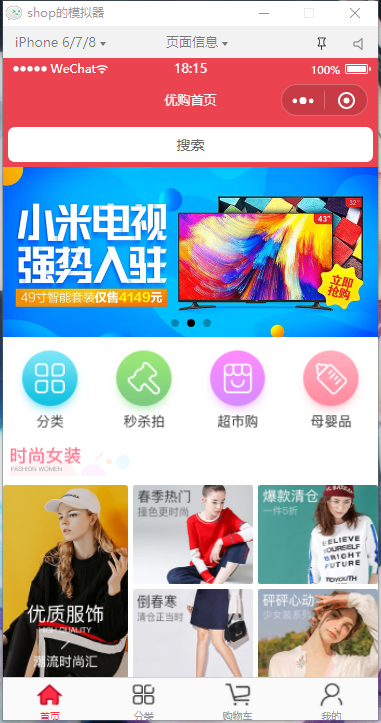 shop的模拟器
iPhone 6/7/8
页面信息
WeChat
18:15
100%
优购首页
搜索
小米电视
强势入驻
49寸智能套装仅售4149元
43"
32"
立即
抢购
分类
秒杀拍
超市购
母婴品
时尚女装
FASHION WOMEN
优质服饰
HIGH QUALITY
潮流时尚汇
春季热门
撞色更时尚
爆款清仓
一件5折
BELIEVE
YOURSELF
BRIGHT
FUTURE
TOYOUTH
倒春寒
清仓正当时
砰砰心动
少女装系列
首页
分类
购物车
我的